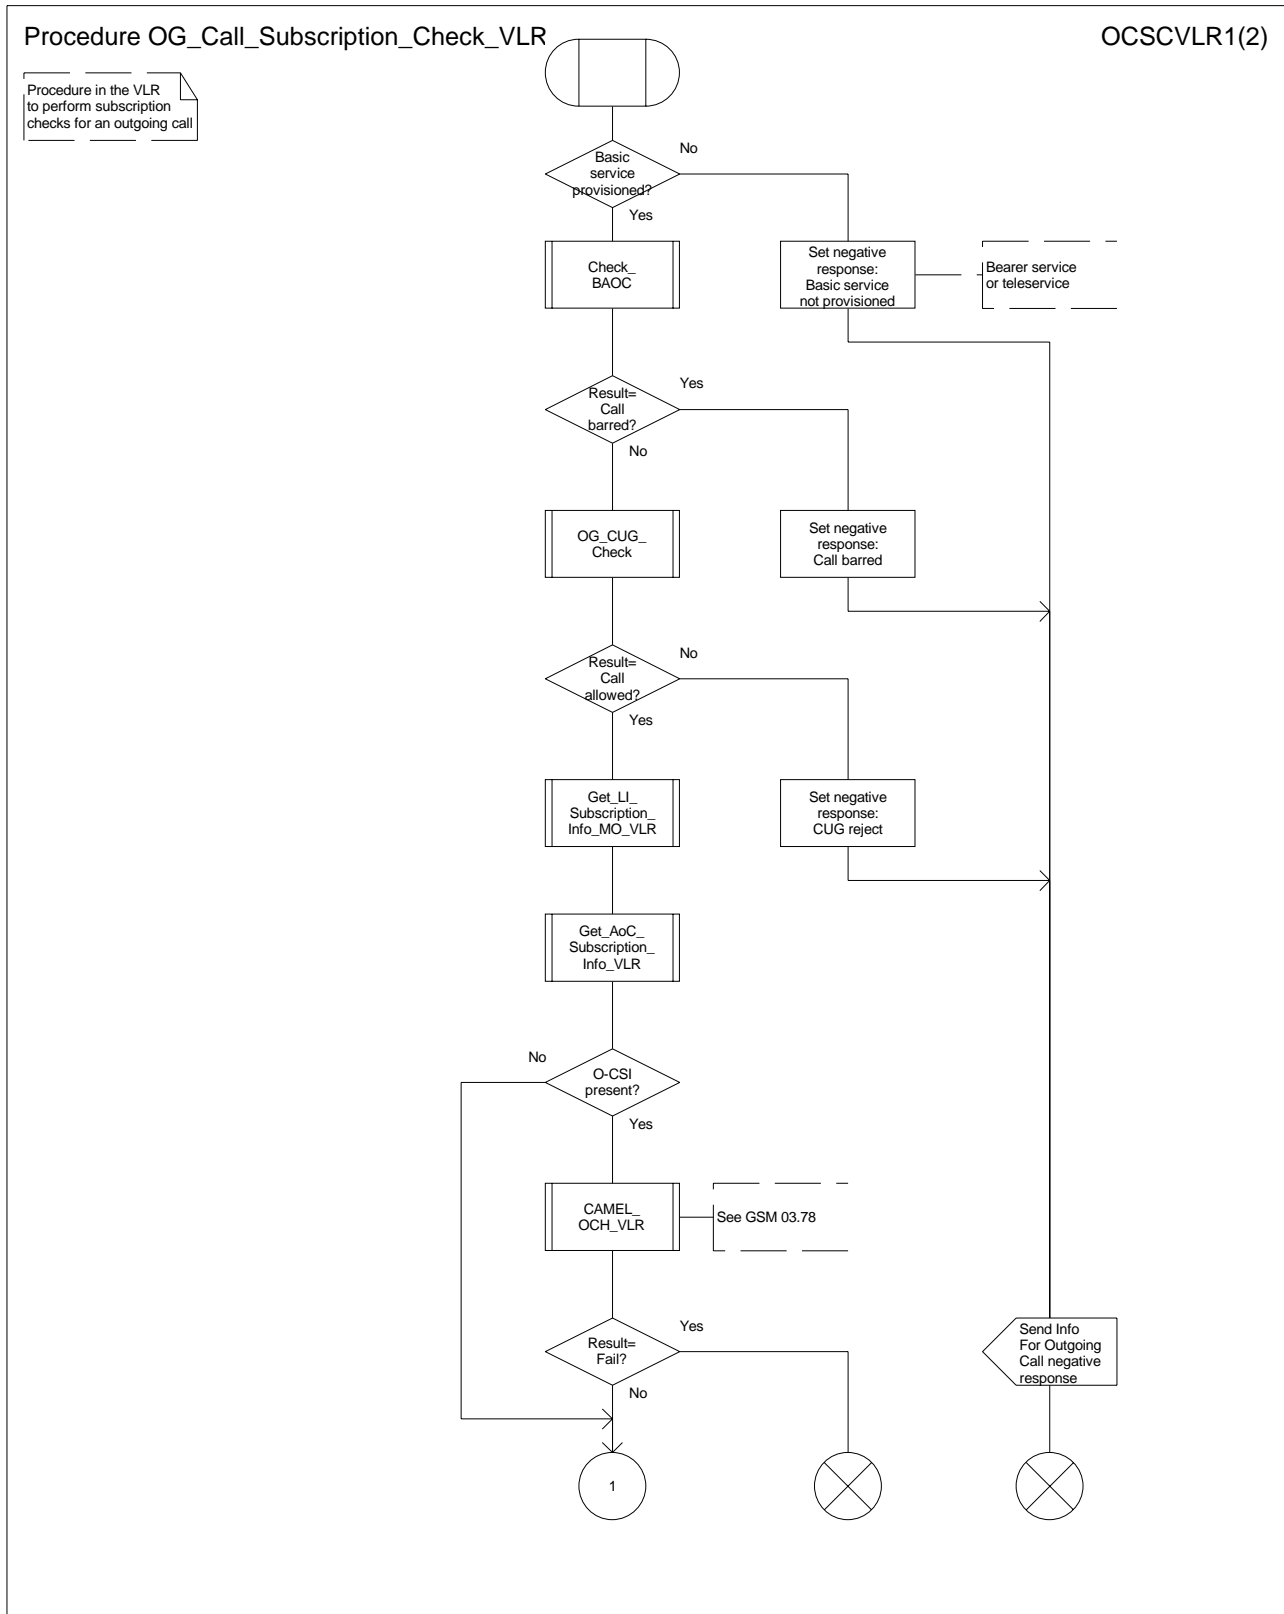 Procedure OG_Call_Subscription_Check_VLR
OCSCVLR1(2)
Procedure in the VLR
to perform subscription
checks for an outgoing call
Basic
service
provisioned?
No
Yes
Check_
BAOC
Set negative
response:
Basic service
not provisioned
Bearer service
or teleservice
Result=
Call
barred?
Yes
No
OG_CUG_
Check
Set negative
response:
Call barred
Result=
Call
allowed?
No
Yes
Get_LI_
Subscription_
Info_MO_VLR
Set negative
response:
CUG reject
Get_AoC_
Subscription_
Info_VLR
No
O-CSI
present?
Yes
CAMEL_
OCH_VLR
See GSM 03.78
Result=
Fail?
Yes
No
Send Info
For Outgoing
Call negative
response
1